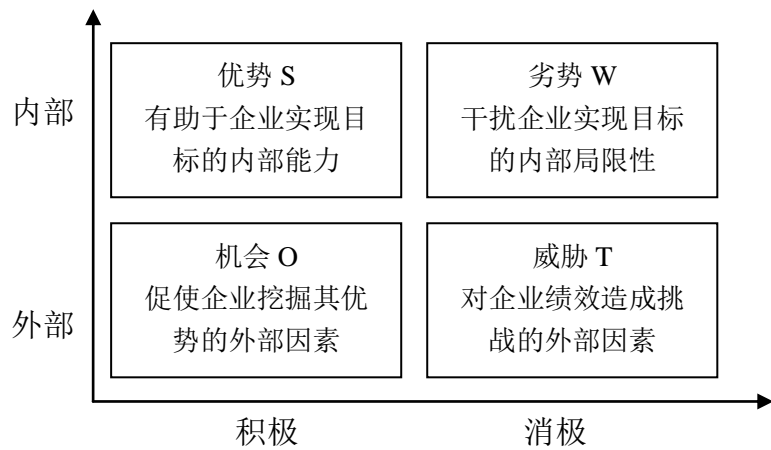 内部
优势 S
有助于企业实现目
标的内部能力
劣势 W
干扰企业实现目标
的内部局限性
外部
机会 O
促使企业挖掘其优
势的外部因素
威胁 T
对企业绩效造成挑
战的外部因素
积极
消极